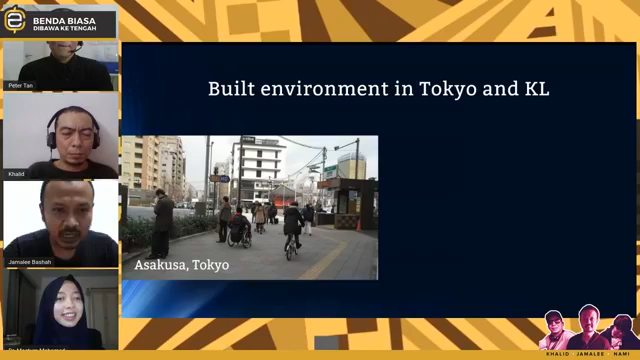 BENDA BIASA
DIBAWA KE TENGAH
Peter Tan
Khalid
Jamalee Bashah
Built environment in Tokyo and KL
Asakusa, Tokyo
KHALID JAMALEE NAMI